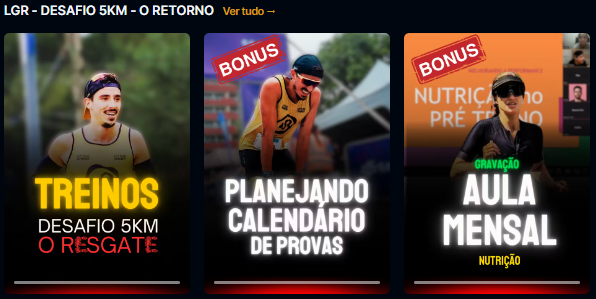 LGR - DESAFIO 5KM - O RETORNO Ver tudo →
TREINOS
DESAFIO 5KM
O RESGATE
BONUS
PLANEJANDO
CALENDÁRIO
DE PROVAS
BONUS
NUTRIÇÃO no
PRÉ TREINO
GRAVAÇÃO
AULA
MENSAL
NUTRIÇÃO